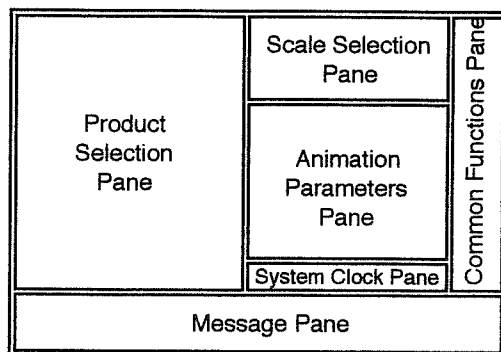 Product
Selection
Pane
Scale Selection
Pane
Animation
Parameters
Pane
System Clock Pane
Common Functions Pane
Message Pane